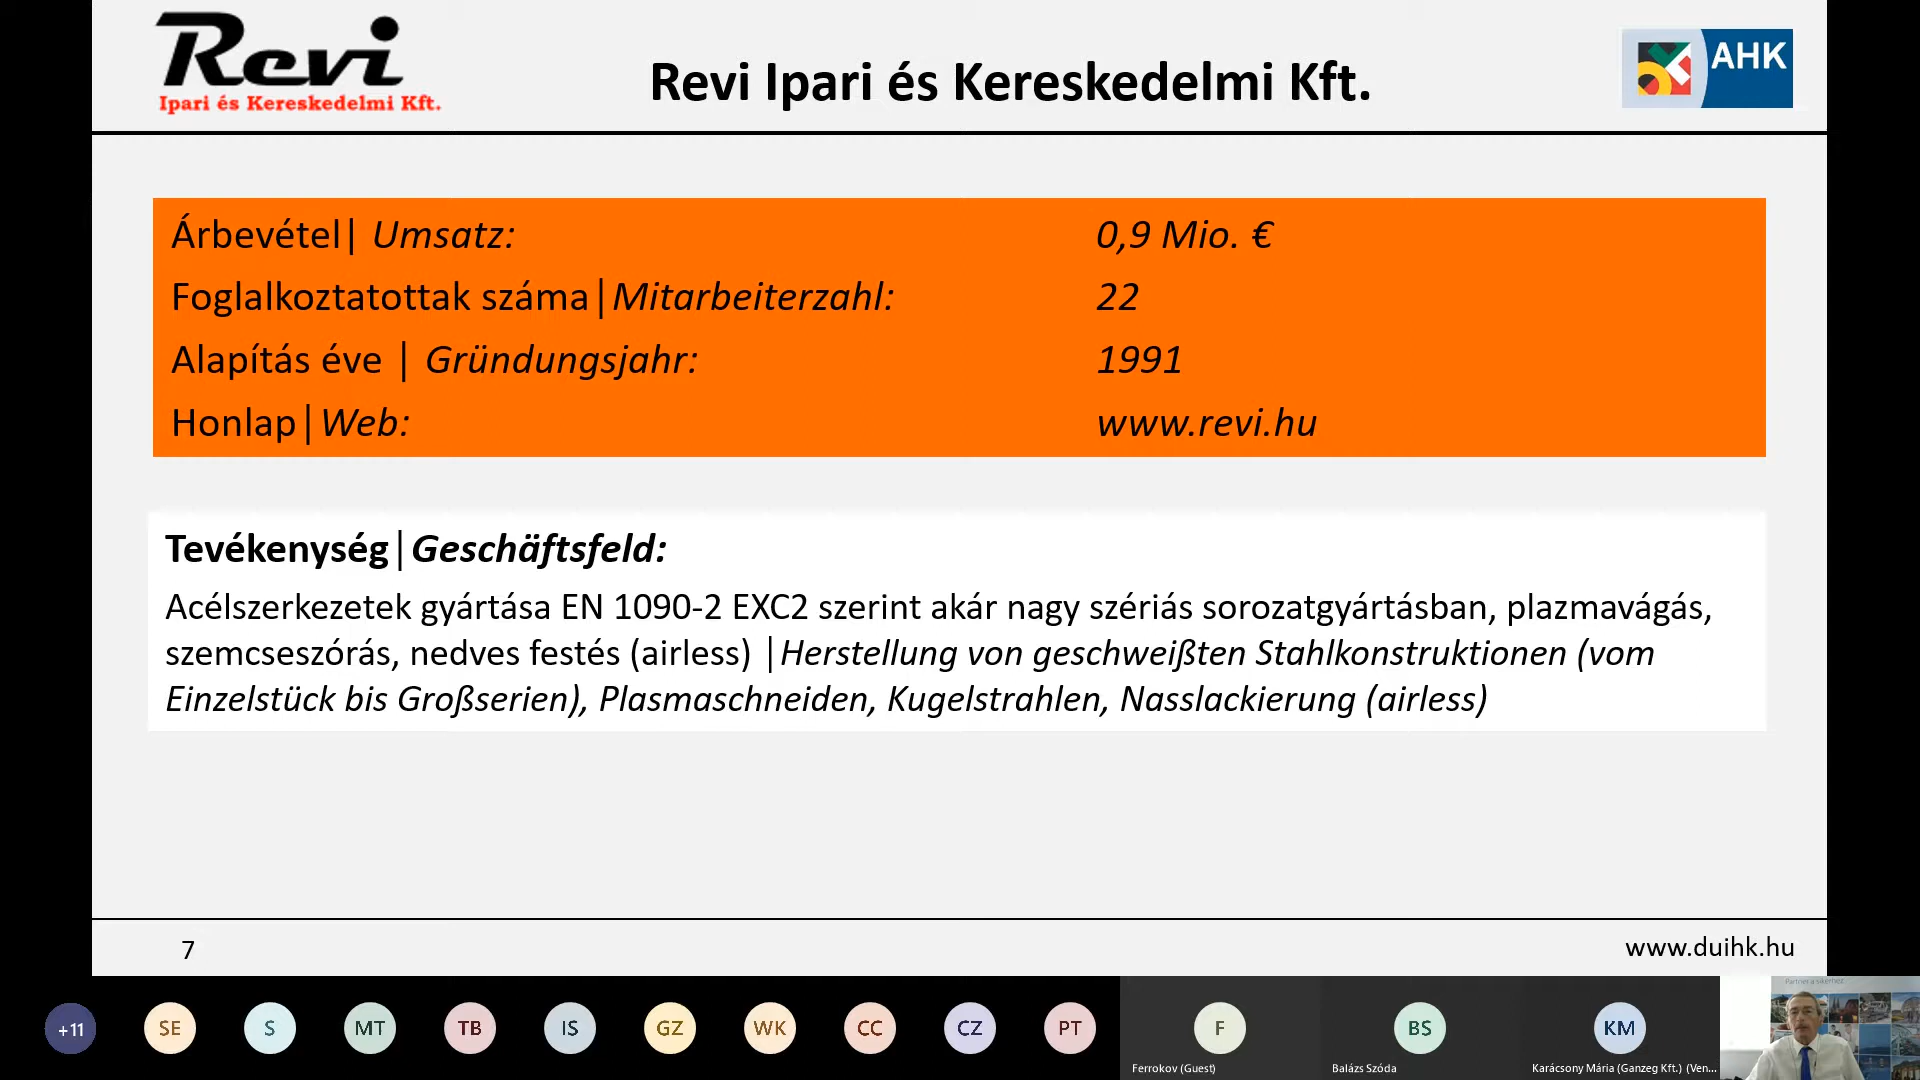 Revi
Ipari és Kereskedelmi Kft.
Revi Ipari és Kereskedelmi Kft.
AHK
Árbevétel| Umsatz: 0,9 Mio. €
Foglalkoztatottak száma|Mitarbeiterzahl: 22
Alapítás éve | Gründungsjahr: 1991
Honlap|Web: www.revi.hu
Tevékenység|Geschäftsfeld:
Acélszerkezetek gyártása EN 1090-2 EXC2 szerint akár nagy szériás sorozatgyártásban, plazmavágás,
szemcseszórás, nedves festés (airless) |Herstellung von geschweißten Stahlkonstruktionen (vom
Einzelstück bis Großserien), Plasmaschneiden, Kugelstrahlen, Nasslackierung (airless)
7
www.duihk.hu
+11 SE S MT TB IS GZ WK CC CZ PT F BS KM
Ferrokov (Guest) Balázs Szóda Karácsony Mária (Ganzeg Kft.) (Ven...
Partner a sikerhez